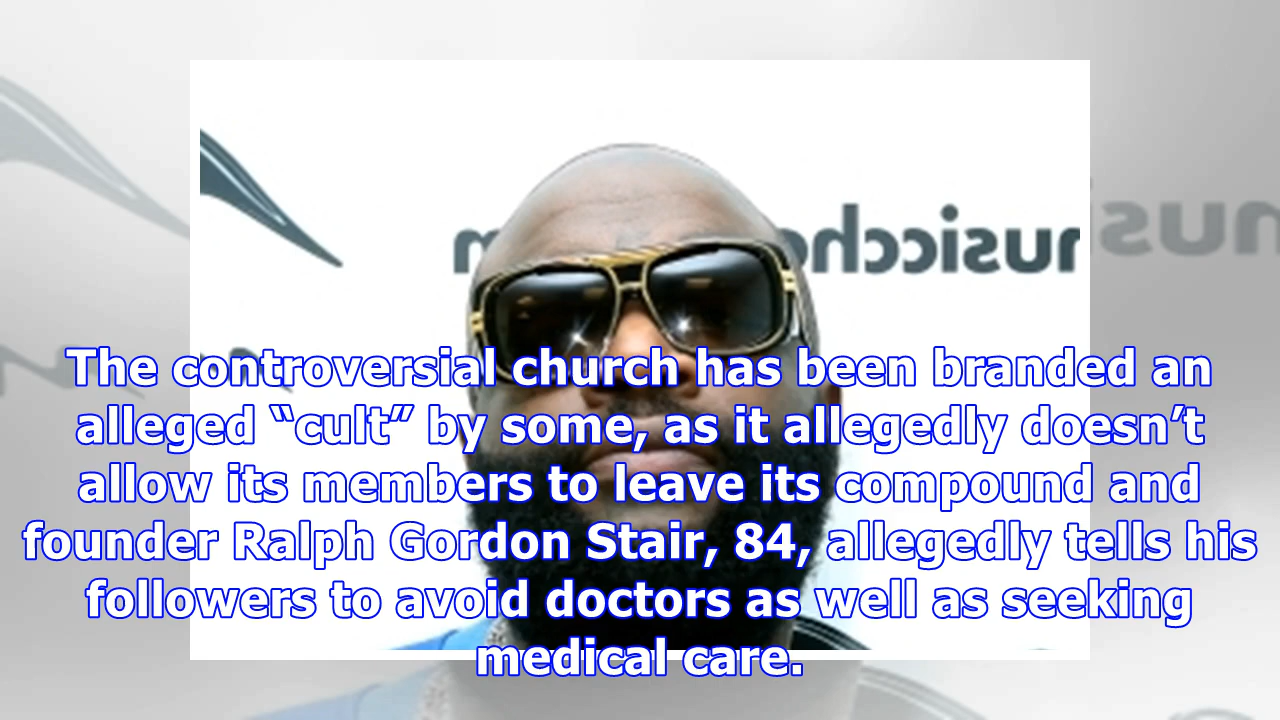 musiccho
The controversial church has been branded an
alleged “cult” by some, as it allegedly doesn’t
allow its members to leave its compound and
founder Ralph Gordon Stair, 84, allegedly tells his
followers to avoid doctors as well as seeking
medical care.